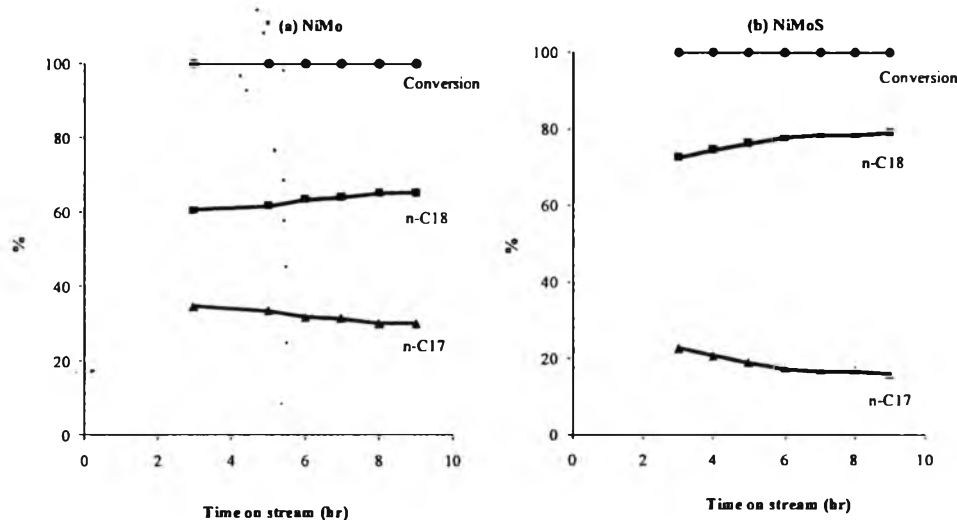 (a) NiMo
100
80
60
40
20
0
%
Conversion
n-C18
n-C17
0 2 4 6 8 10
Time on stream (hr)
(b) NiMoS
100
80
60
40
20
0
%
Conversion
n-C18
n-C17
0 2 4 6 8 10
Time on stream (hr)